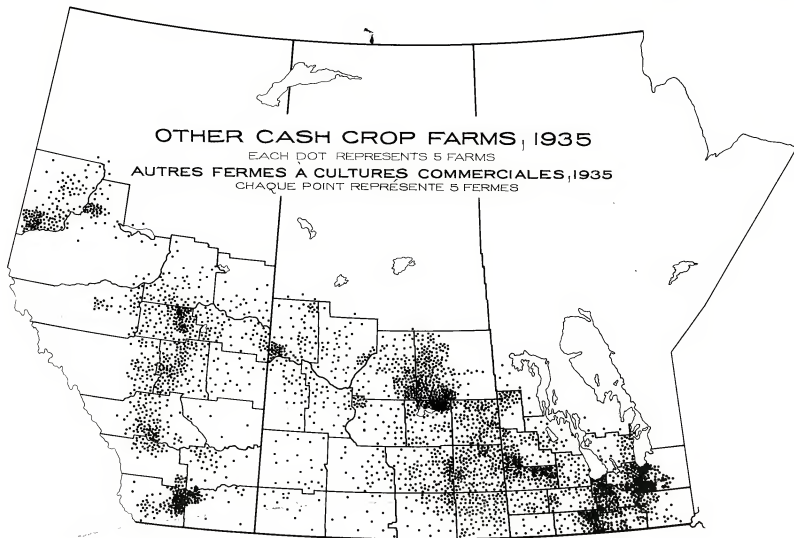 OTHER CASH CROP FARMS, 1935
EACH DOT REPRESENTS 5 FARMS
AUTRES FERMES À CULTURES COMMERCIALES, 1935
CHAQUE POINT REPRÉSENTE 5 FERMES